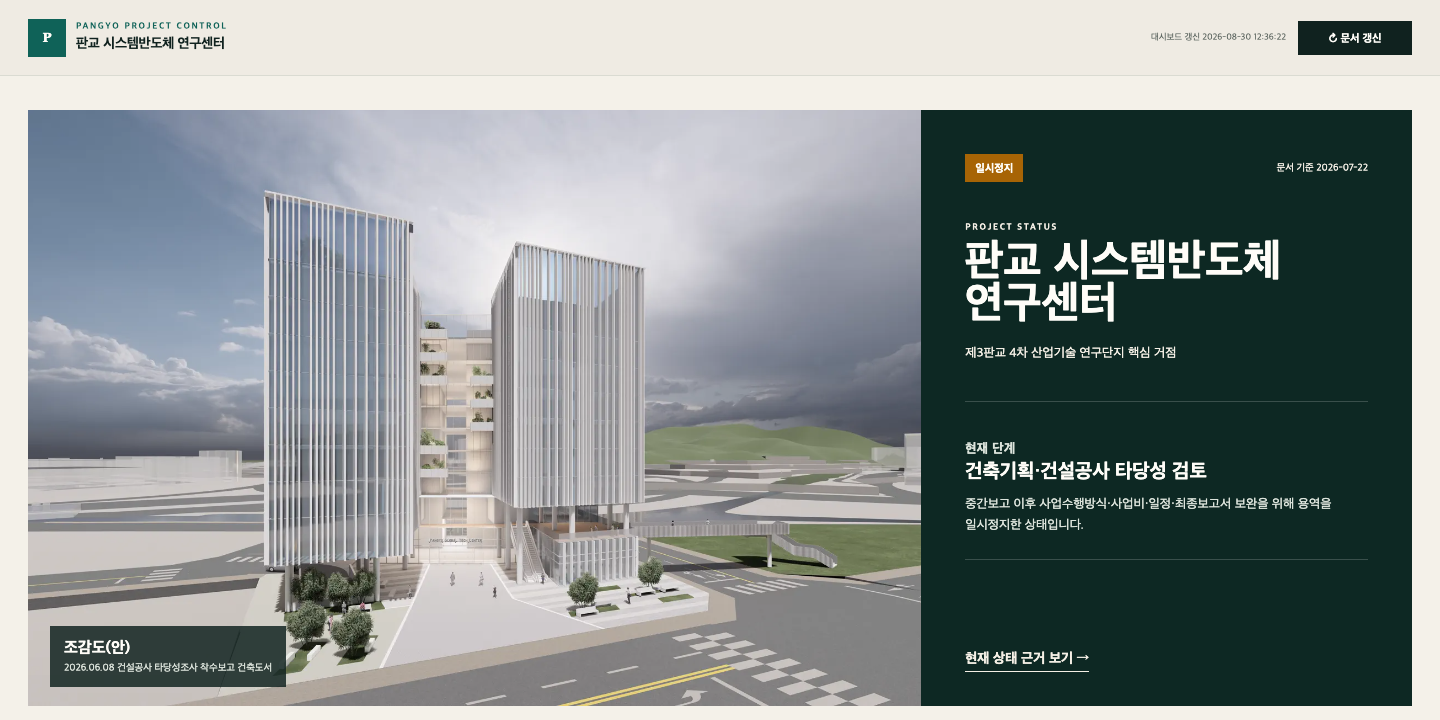 P
PANGYO PROJECT CONTROL
판교 시스템반도체 연구센터
대시보드 갱신 2026-08-30 12:36:22
↻ 문서 갱신
일시정지
문서 기준 2026-07-22
PROJECT STATUS
판교 시스템반도체
연구센터
제3판교 4차 산업기술 연구단지 핵심 거점
현재 단계
건축기획·건설공사 타당성 검토
중간보고 이후 사업수행방식·사업비·일정·최종보고서 보완을 위해 용역을
일시정지한 상태입니다.
현재 상태 근거 보기 →
조감도(안)
2026.06.08 건설공사 타당성조사 착수보고 건축도서